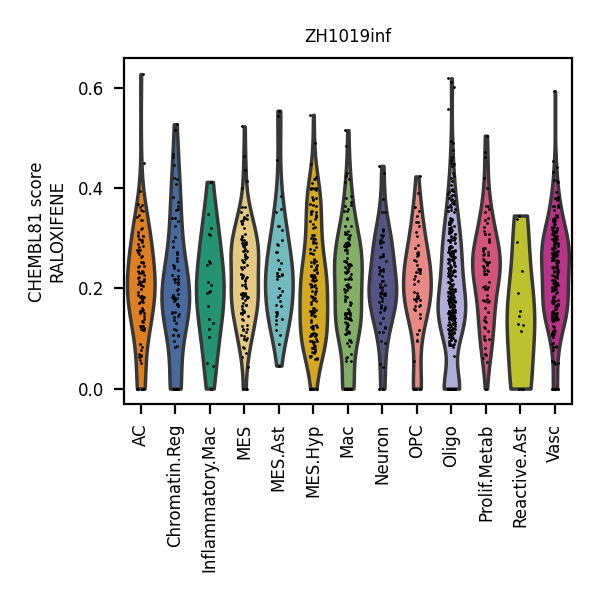 ZH1019inf
CHEMBL81 score
RALOXIFENE
0.6
0.4
0.2
0.0
AC
Chromatin.Reg
Inflammatory.Mac
MES
MES.Ast
MES.Hyp
Mac
Neuron
OPC
Oligo
Prolif.Metab
Reactive.Ast
Vasc